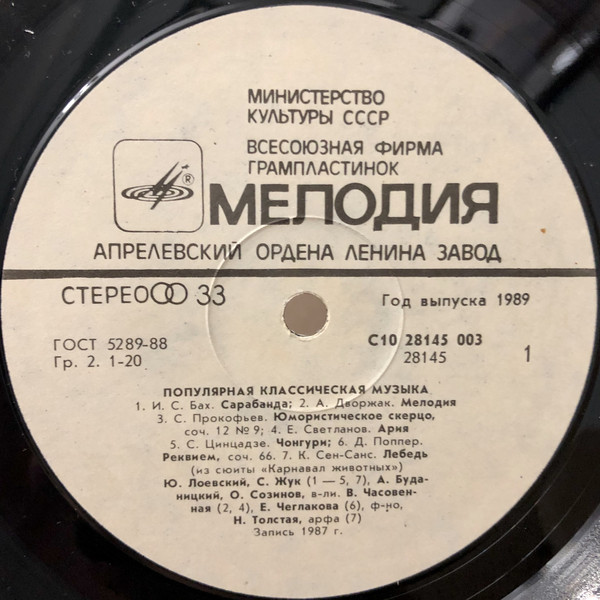 МИНИСТЕРСТВО
КУЛЬТУРЫ СССР
ВСЕСОЮЗНАЯ ФИРМА
ГРАМПЛАСТИНОК
®
МЕЛОДИЯ
АПРЕЛЕВСКИЙ ОРДЕНА ЛЕНИНА ЗАВОД
СТЕРЕО 33
Год выпуска 1989
ГОСТ 5289-88
Гр. 2. 1-20
С10 28145 003
28145
1
ПОПУЛЯРНАЯ КЛАССИЧЕСКАЯ МУЗЫКА
1. И. С. Бах. Сарабанда; 2. А. Дворжак. Мелодия
3. С. Прокофьев. Юмористическое скерцо,
соч. 12 № 9; 4. Е. Светланов. Ария
5. С. Цинцадзе. Чонгури; 6. Д. Поппер.
Реквием, соч. 66. 7. К. Сен-Санс. Лебедь
(из сюиты «Карнавал животных»)
Ю. Лоевский, С. Жук (1 — 5, 7), А. Буда-
ницкий, О. Созинов, в-ли. В. Часовен-
ная (2, 4), Е. Чеглакова (6), ф-но,
Н. Толстая, арфа (7)
Запись 1987 г.